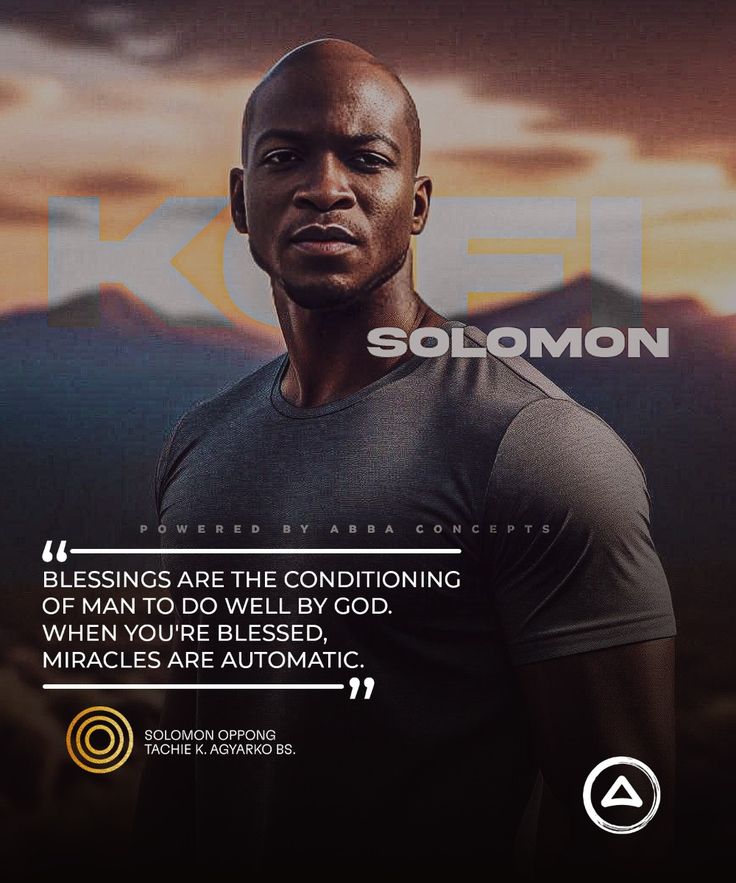 KOFI
SOLOMON
POWERED BY ABBA CONCEPTS
BLESSINGS ARE THE CONDITIONING
OF MAN TO DO WELL BY GOD.
WHEN YOU'RE BLESSED,
MIRACLES ARE AUTOMATIC.
SOLOMON OPPONG
TACHIE K. AGYARKO BS.